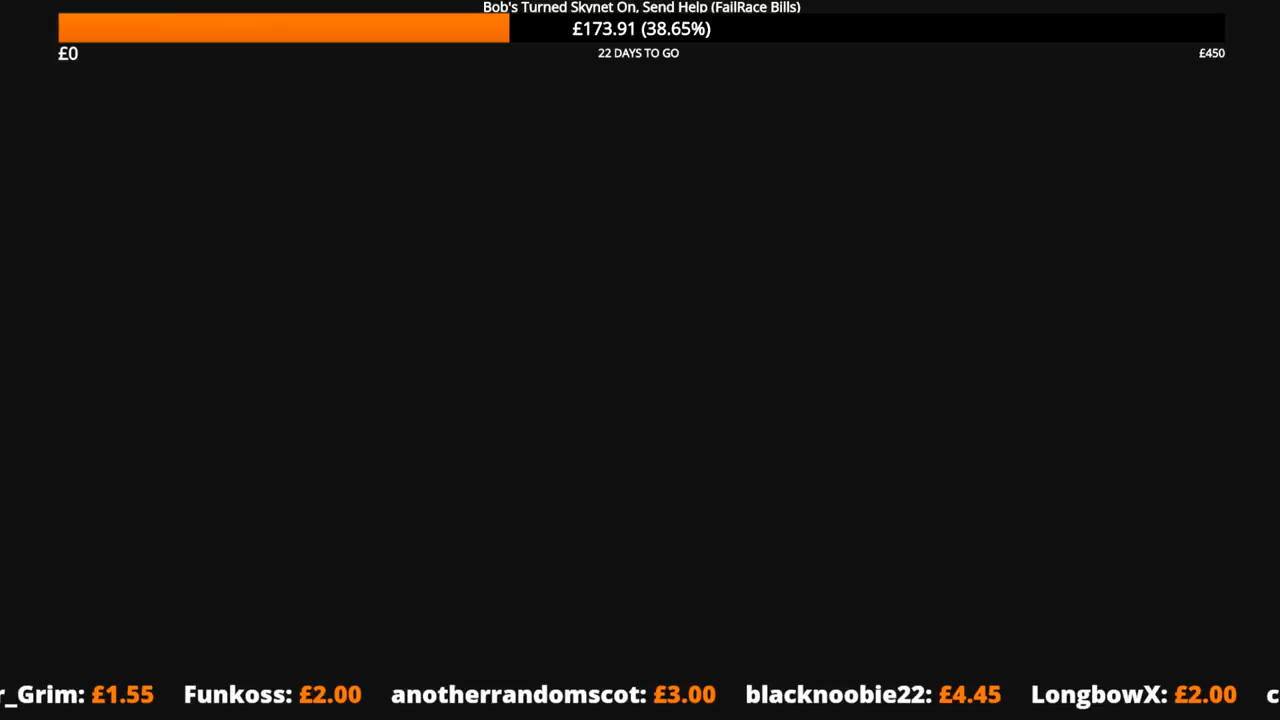 Bob's Turned Skynet On, Send Help (FailRace Bills)
£173.91 (38.65%)
£0 22 DAYS TO GO £450
r_Grim: £1.55 Funkoss: £2.00 anotherrandomscot: £3.00 blacknoobie22: £4.45 LongbowX: £2.00